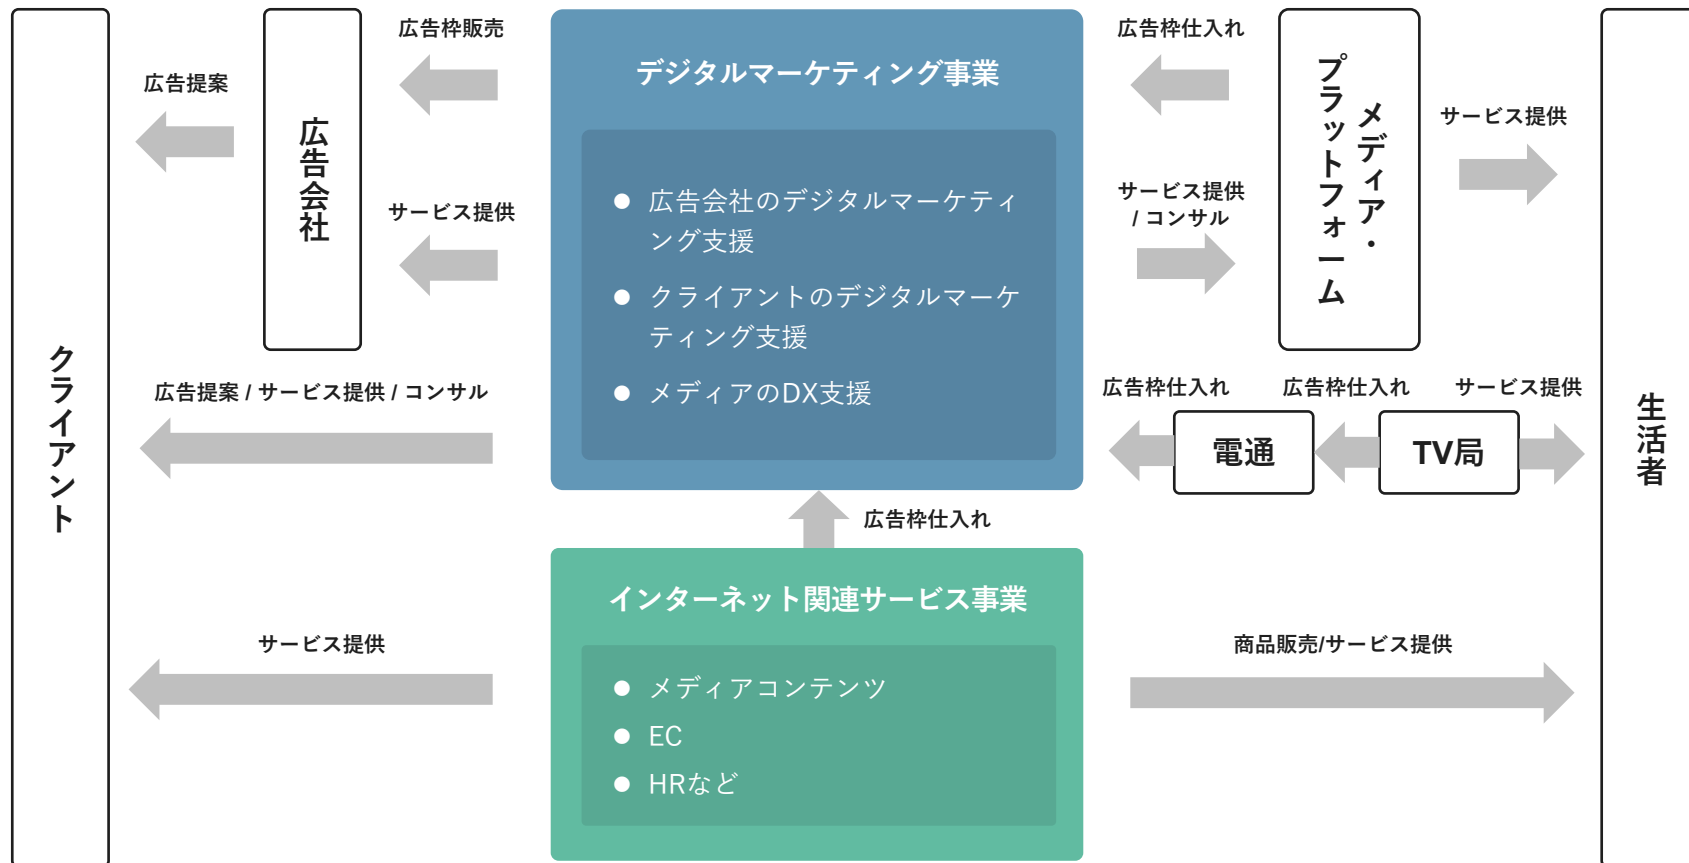 クライアント
広告提案
広告会社
広告枠販売
サービス提供
広告提案 / サービス提供 / コンサル
サービス提供
デジタルマーケティング事業
● 広告会社のデジタルマーケティ
ング支援
● クライアントのデジタルマーケ
ティング支援
● メディアのDX支援
広告枠仕入れ
インターネット関連サービス事業
● メディアコンテンツ
● EC
● HRなど
広告枠仕入れ
サービス提供
/ コンサル
メディア・
プラットフォーム
サービス提供
広告枠仕入れ
電通
広告枠仕入れ
TV局
サービス提供
商品販売/サービス提供
生活者